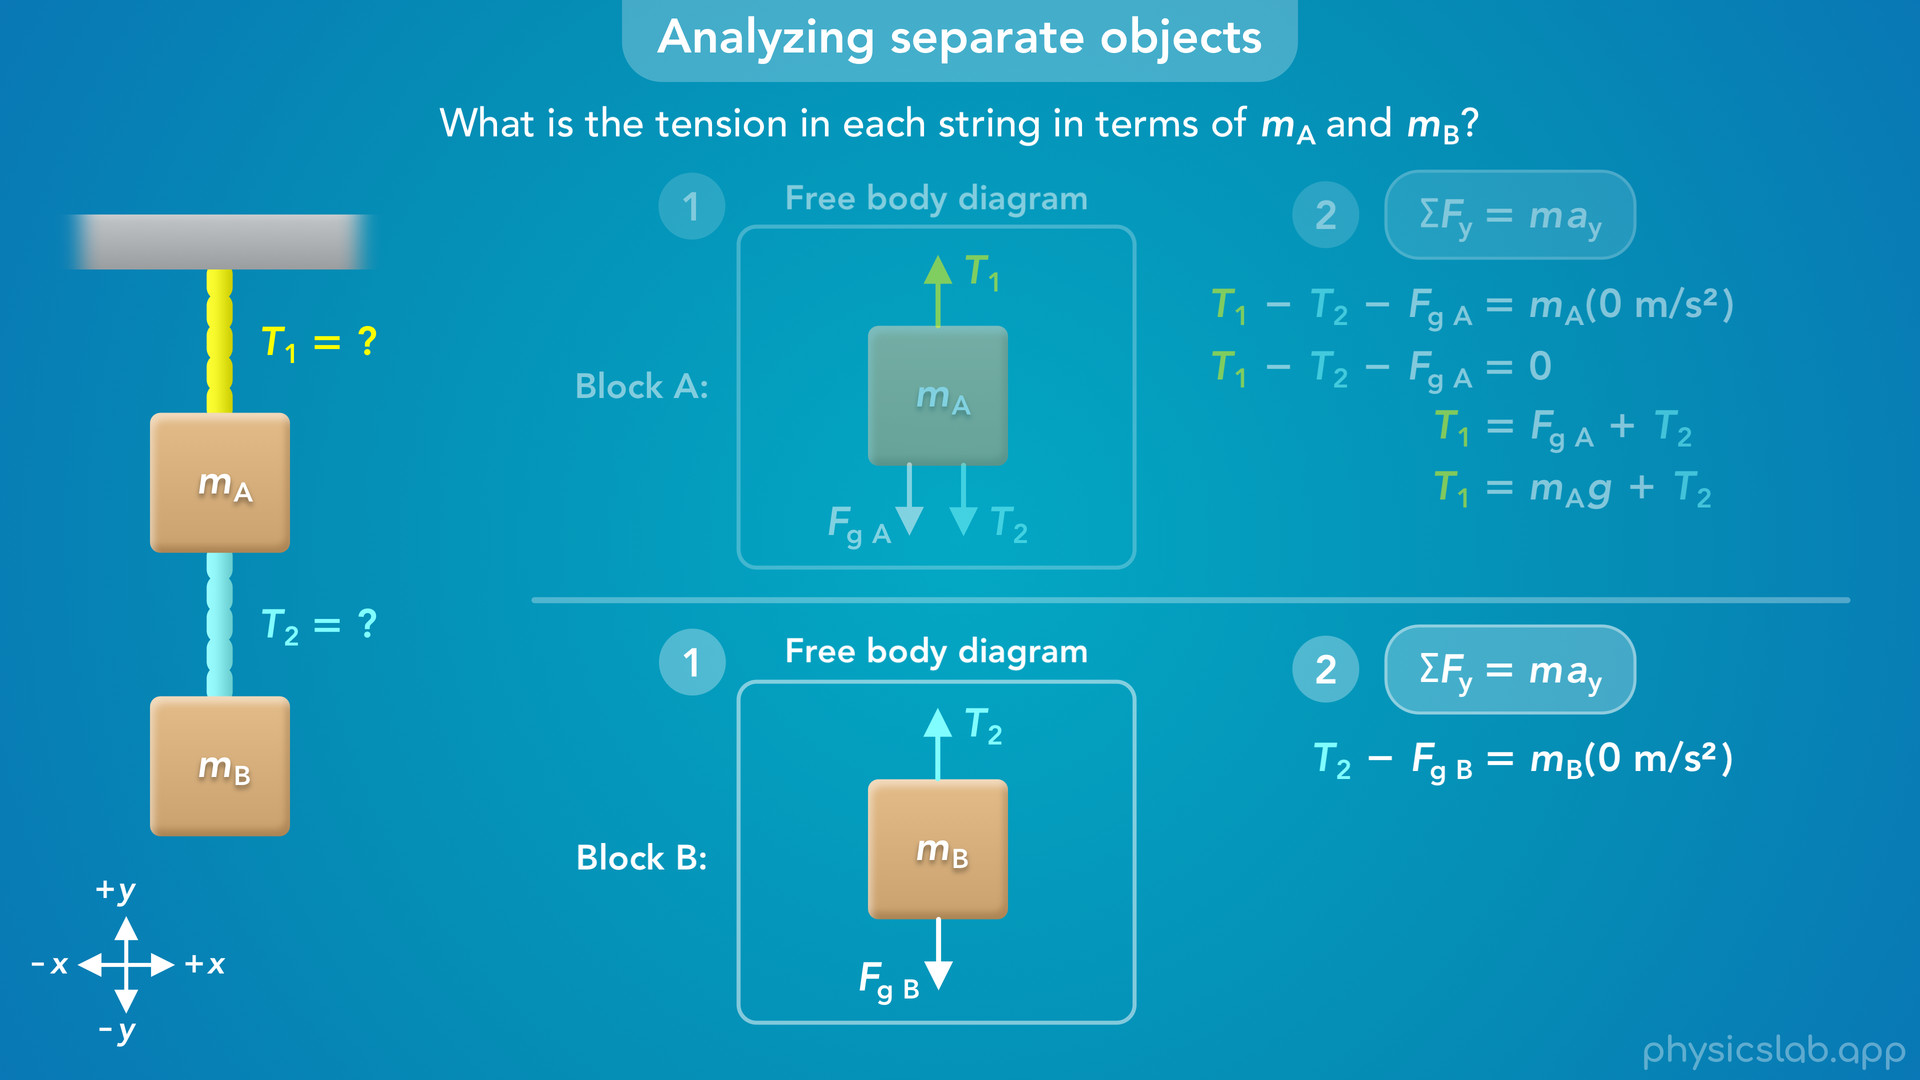 Analyzing separate objects
What is the tension in each string in terms of mA and mB?
T1 = ?
mA
T2 = ?
mB
+y
-x
+x
-y
1
Free body diagram
Block A:
T1
mA
Fg A
T2
2
ΣFy = may
T1 − T2 − Fg A = mA(0 m/s²)
T1 − T2 − Fg A = 0
T1 = Fg A + T2
T1 = mAg + T2
1
Free body diagram
Block B:
T2
mB
Fg B
2
ΣFy = may
T2 − Fg B = mB(0 m/s²)
physicslab.app